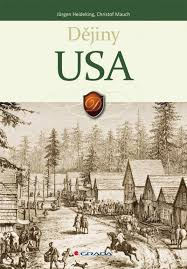 Jürgen Heideking, Christof Mauch
Dějiny
USA
GRADA